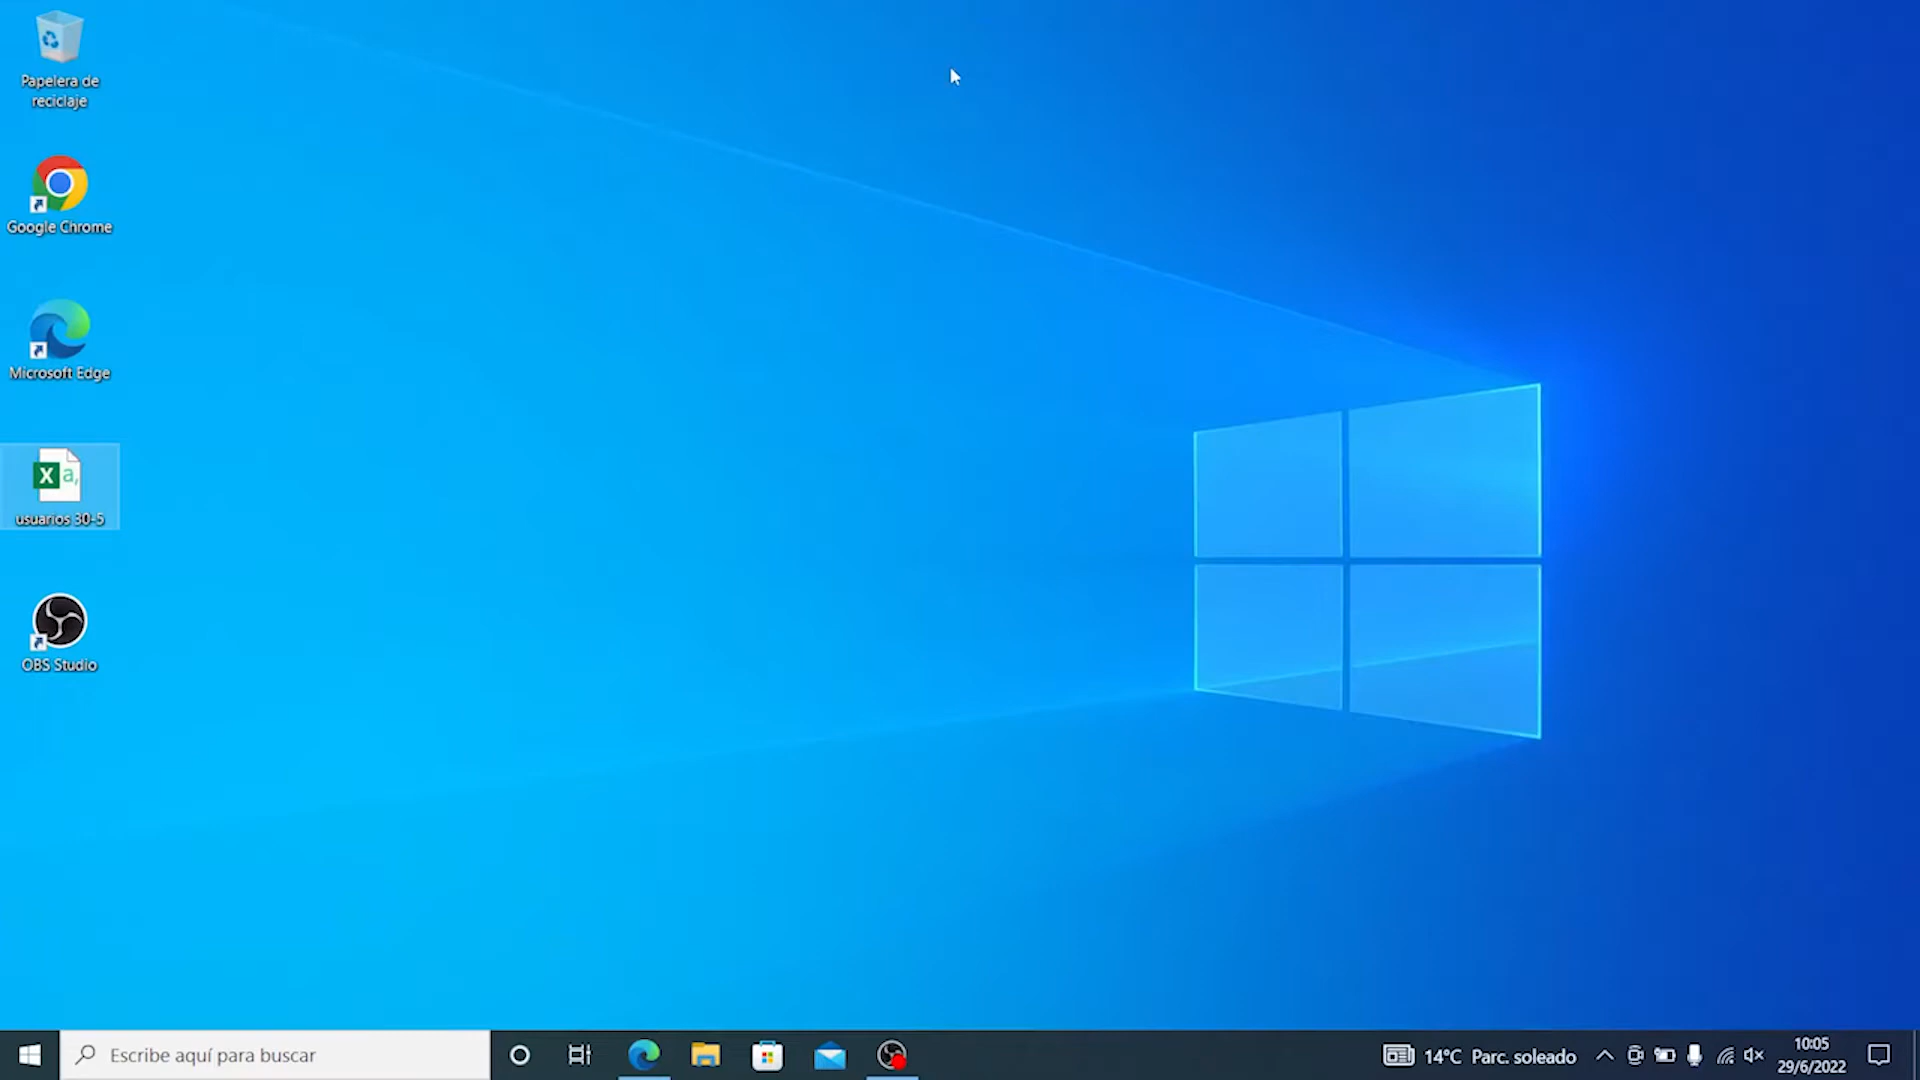 Papelera de
reciclaje
Google Chrome
Microsoft Edge
X a,
usuarios 30-5
OBS Studio
Escribe aquí para buscar
14°C Parc. soleado
10:05
29/6/2022